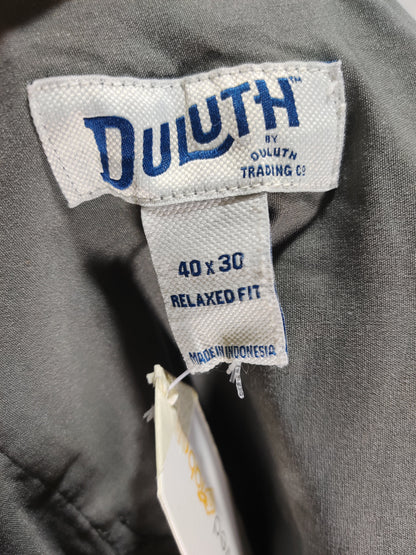 DULUTH™
BY
DULUTH
TRADING Cº
40 x 30
RELAXED FIT
MADE IN INDONESIA